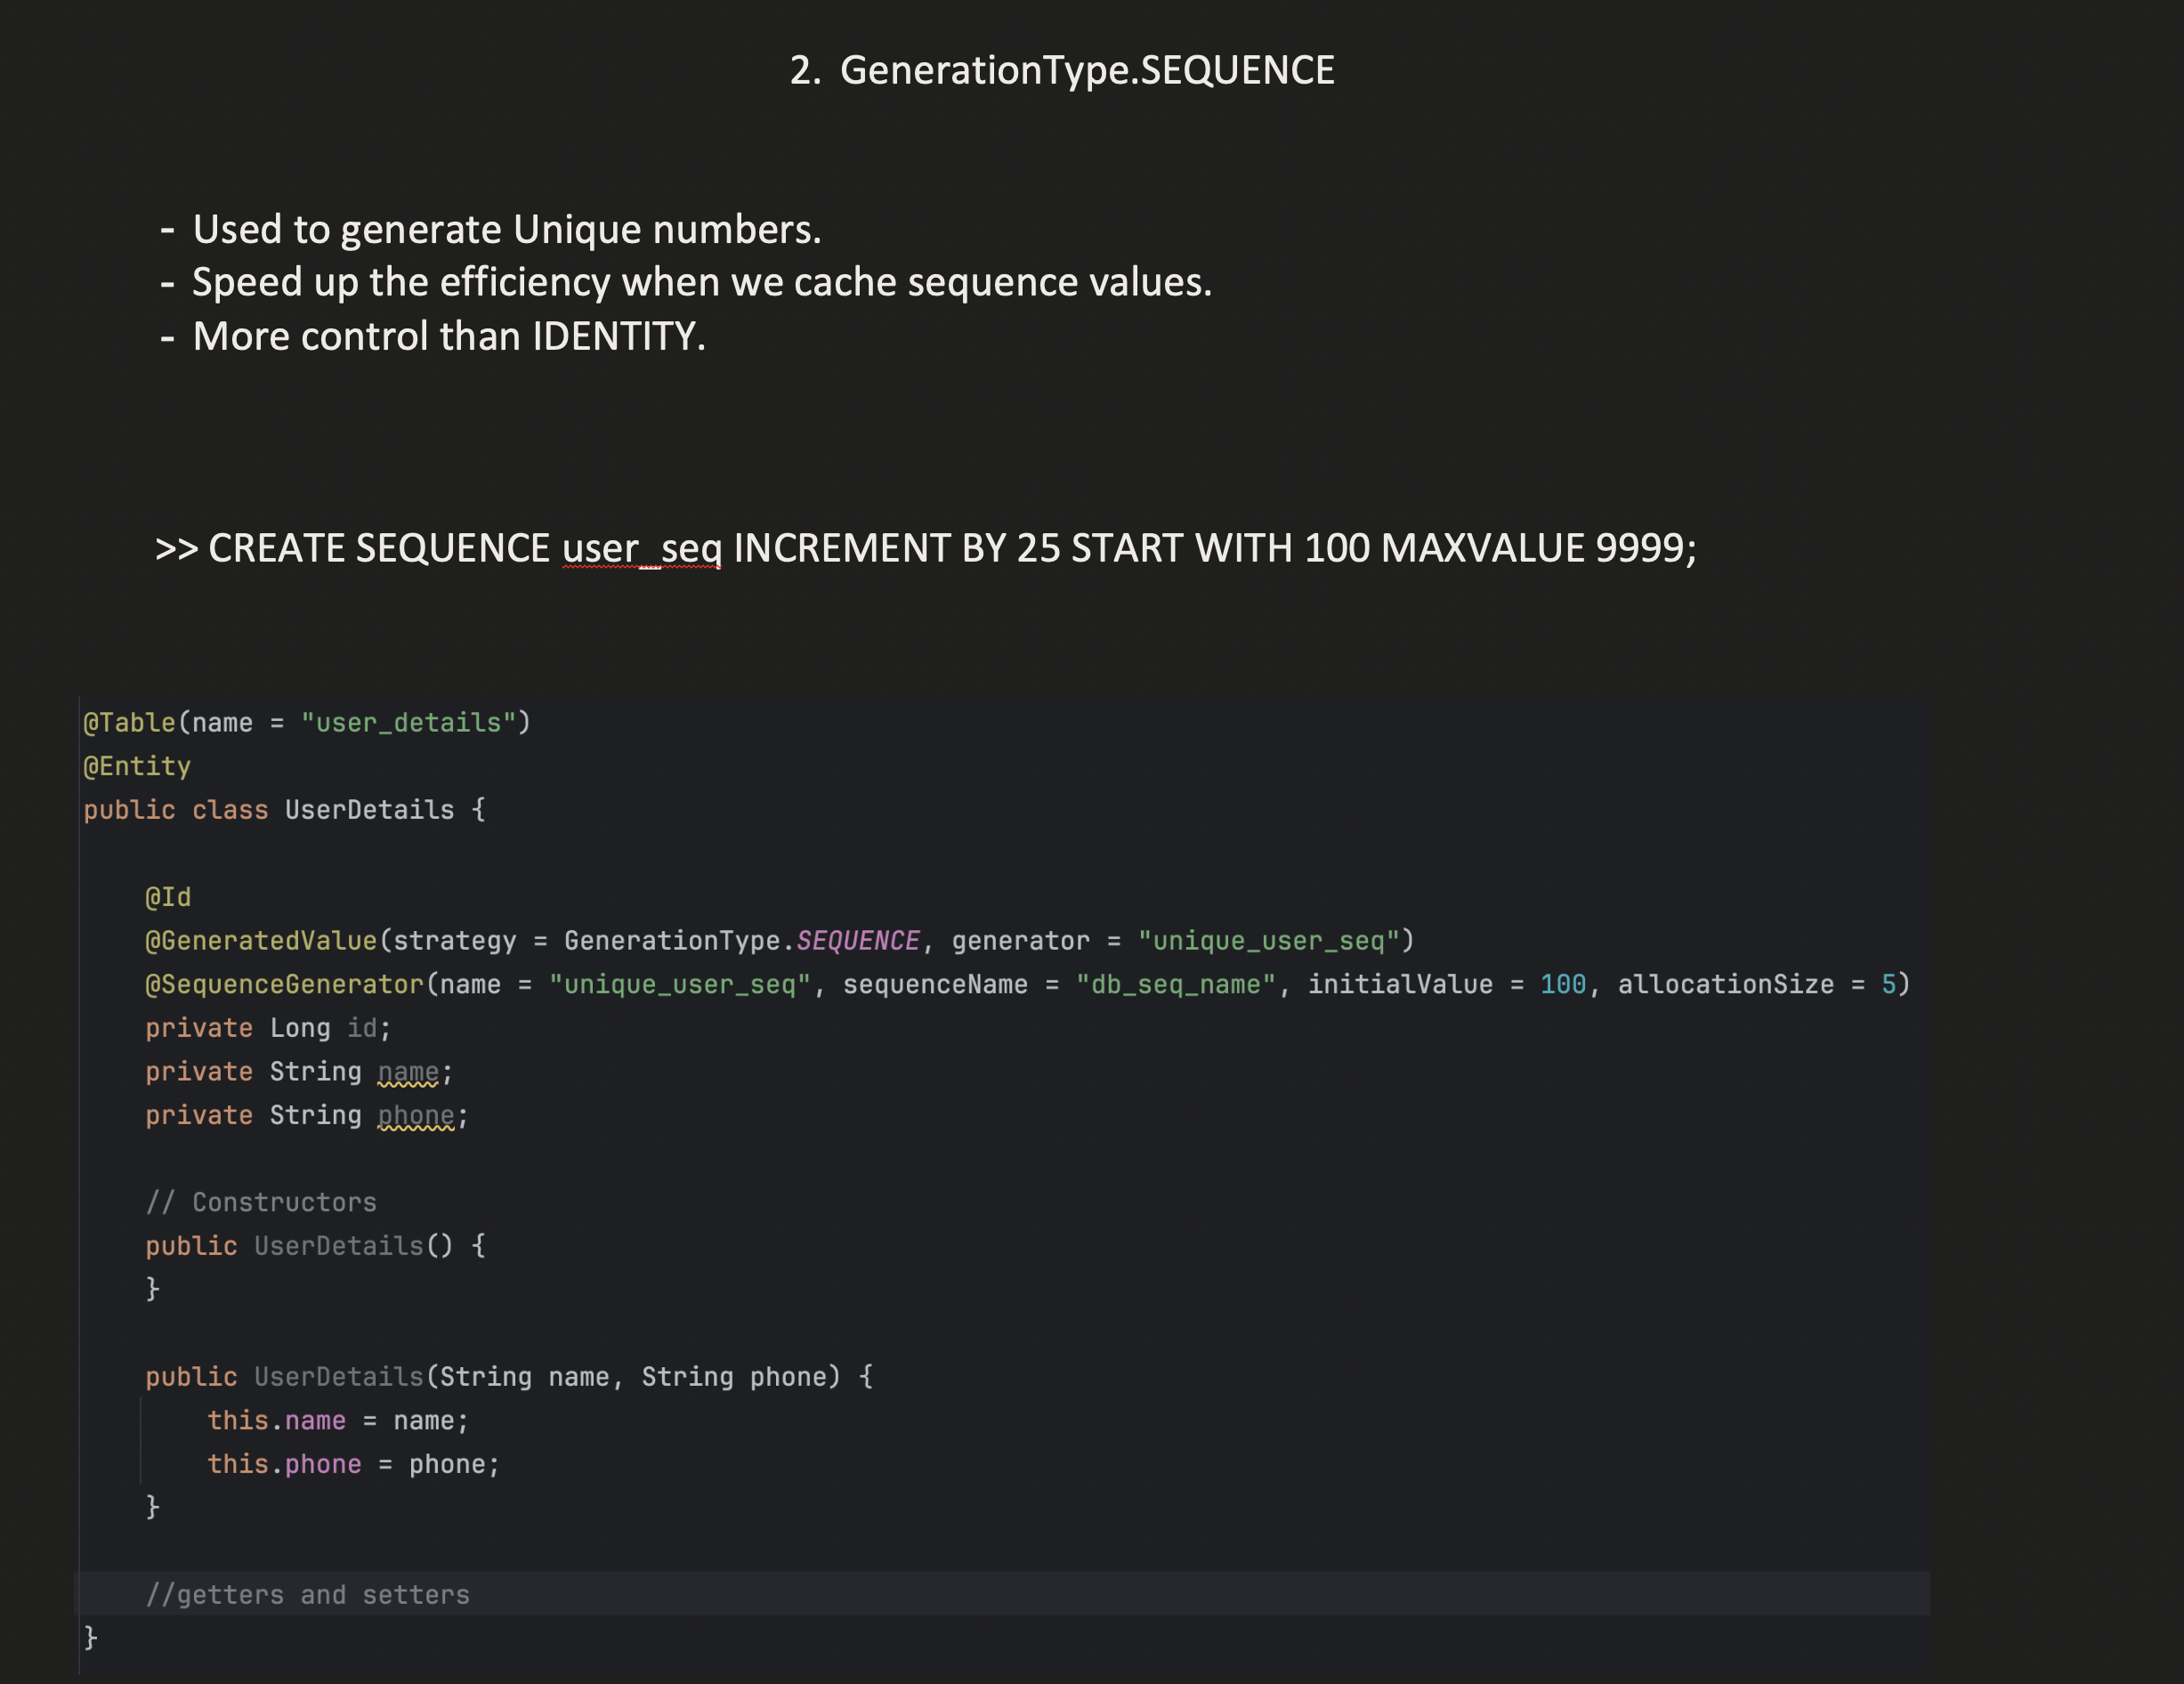 2. GenerationType.SEQUENCE
- Used to generate Unique numbers.
- Speed up the efficiency when we cache sequence values.
- More control than IDENTITY.
>> CREATE SEQUENCE user_seq INCREMENT BY 25 START WITH 100 MAXVALUE 9999;
@Table(name = "user_details")
@Entity
public class UserDetails {
@Id
@GeneratedValue(strategy = GenerationType.SEQUENCE, generator = "unique_user_seq")
@SequenceGenerator(name = "unique_user_seq", sequenceName = "db_seq_name", initialValue = 100, allocationSize = 5)
private Long id;
private String name;
private String phone;
// Constructors
public UserDetails() {
}
public UserDetails(String name, String phone) {
this.name = name;
this.phone = phone;
}
//getters and setters
}